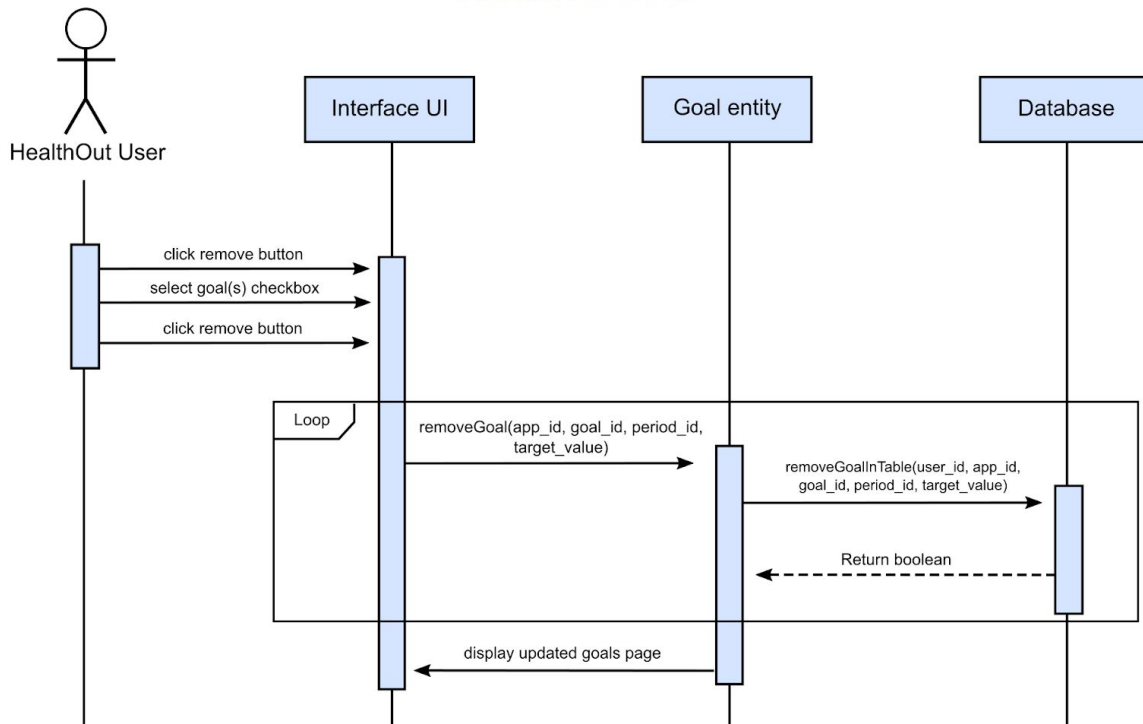 HealthOut User
Interface UI
Goal entity
Database
click remove button
select goal(s) checkbox
click remove button
Loop
removeGoal(app_id, goal_id, period_id,
target_value)
removeGoalInTable(user_id, app_id,
goal_id, period_id, target_value)
Return boolean
display updated goals page